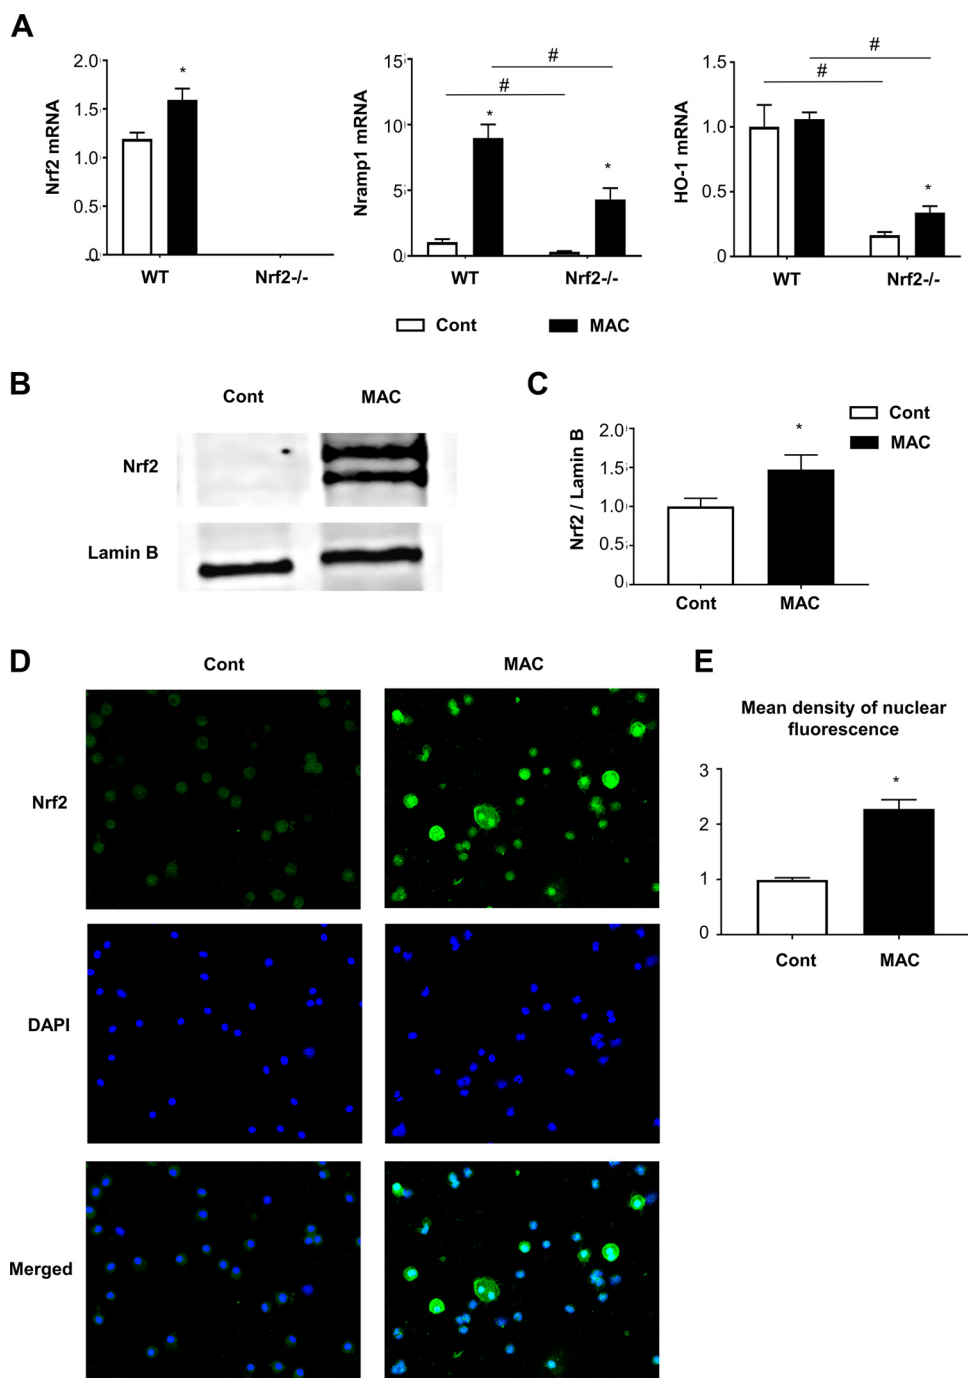 A
Nrf2 mRNA
2.0
1.5
1.0
0.5
0
*
WT
Nrf2-/-
Nramp1 mRNA
15
10
5
0
#
#
*
*
WT
Nrf2-/-
HO-1 mRNA
1.5
1.0
0.5
0
#
#
*
WT
Nrf2-/-
Cont
MAC
B
Cont
MAC
Nrf2
Lamin B
C
Cont
MAC
Nrf2 / Lamin B
2.0
1.5
1.0
0.5
0
*
Cont
MAC
D
Cont
MAC
Nrf2
DAPI
Merged
E
Mean density of nuclear
fluorescence
3
2
1
0
*
Cont
MAC